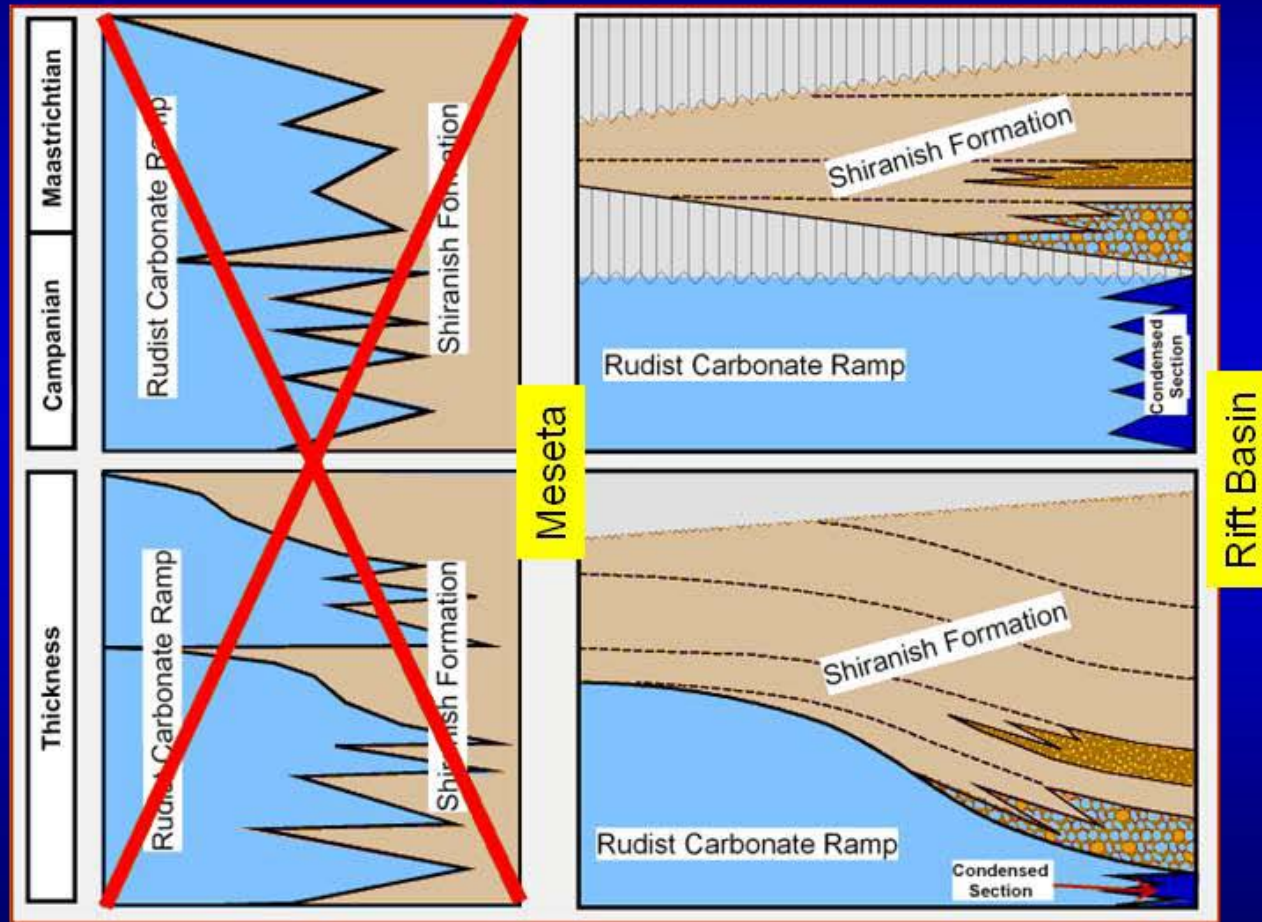 Maastrichtian
Campanian
Thickness
Rudist Carbonate Ramp
Shiranish Formation
Rudist Carbonate Ramp
Shiranish Formation
Meseta
Shiranish Formation
Rudist Carbonate Ramp
Condensed
Section
Shiranish Formation
Rudist Carbonate Ramp
Condensed
Section
Rift Basin